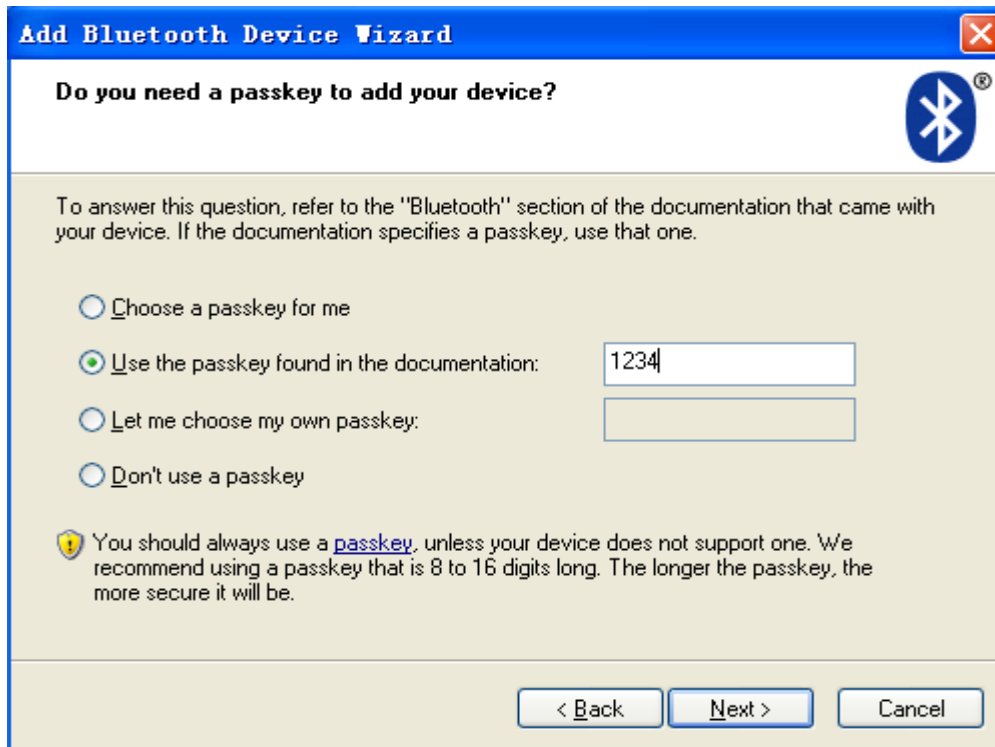 Add Bluetooth Device Wizard
Do you need a passkey to add your device?
®
To answer this question, refer to the "Bluetooth" section of the documentation that came with
your device. If the documentation specifies a passkey, use that one.
Choose a passkey for me
Use the passkey found in the documentation: 1234
Let me choose my own passkey:
Don't use a passkey
You should always use a passkey, unless your device does not support one. We
recommend using a passkey that is 8 to 16 digits long. The longer the passkey, the
more secure it will be.
< Back Next > Cancel